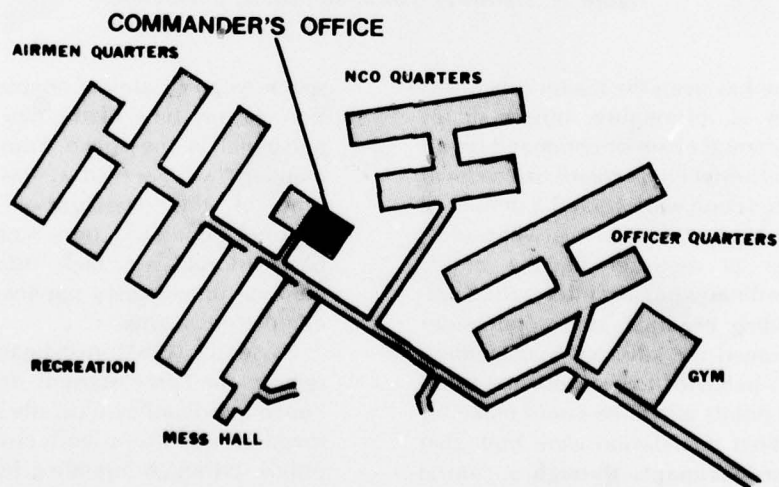 COMMANDER'S OFFICE
AIRMEN QUARTERS
NCO QUARTERS
OFFICER QUARTERS
RECREATION
GYM
MESS HALL